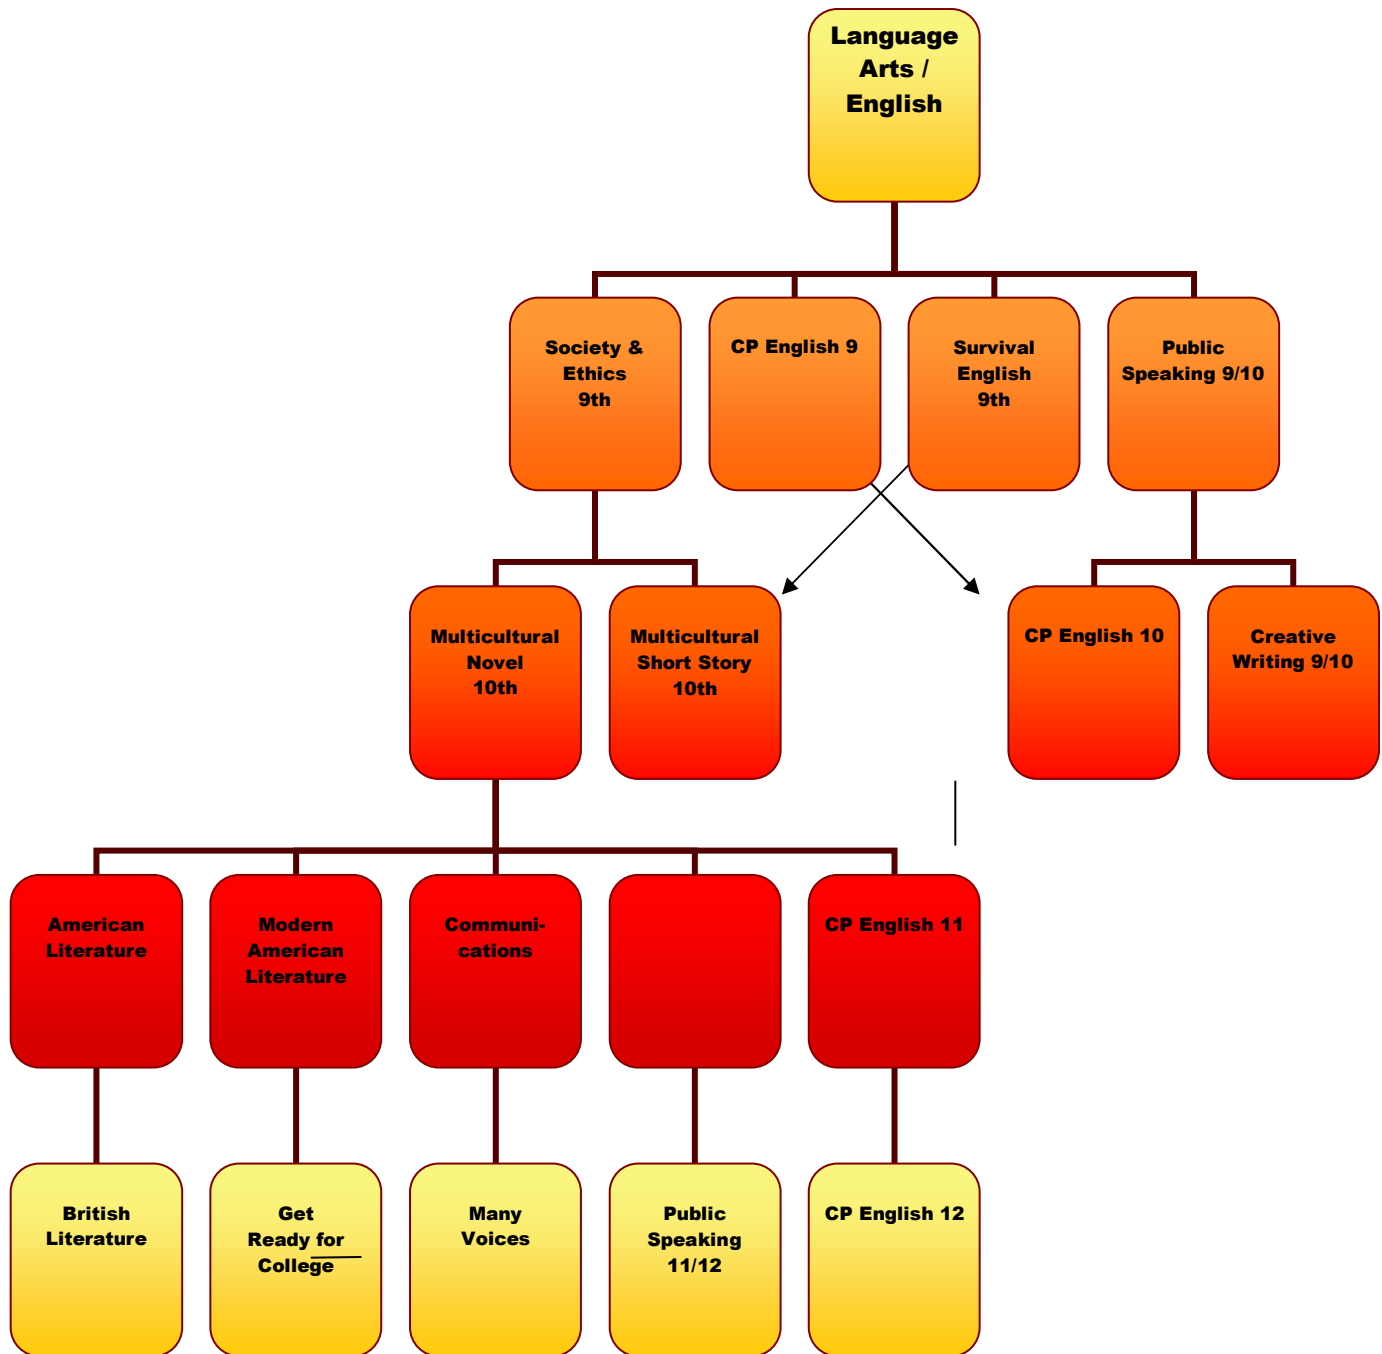 Language
Arts /
English
Society &
Ethics
9th
CP English 9
Survival
English
9th
Public
Speaking 9/10
Multicultural
Novel
10th
Multicultural
Short Story
10th
CP English 10
Creative
Writing 9/10
American
Literature
Modern
American
Literature
Communi-
cations
CP English 11
British
Literature
Get
Ready for
College
Many
Voices
Public
Speaking
11/12
CP English 12